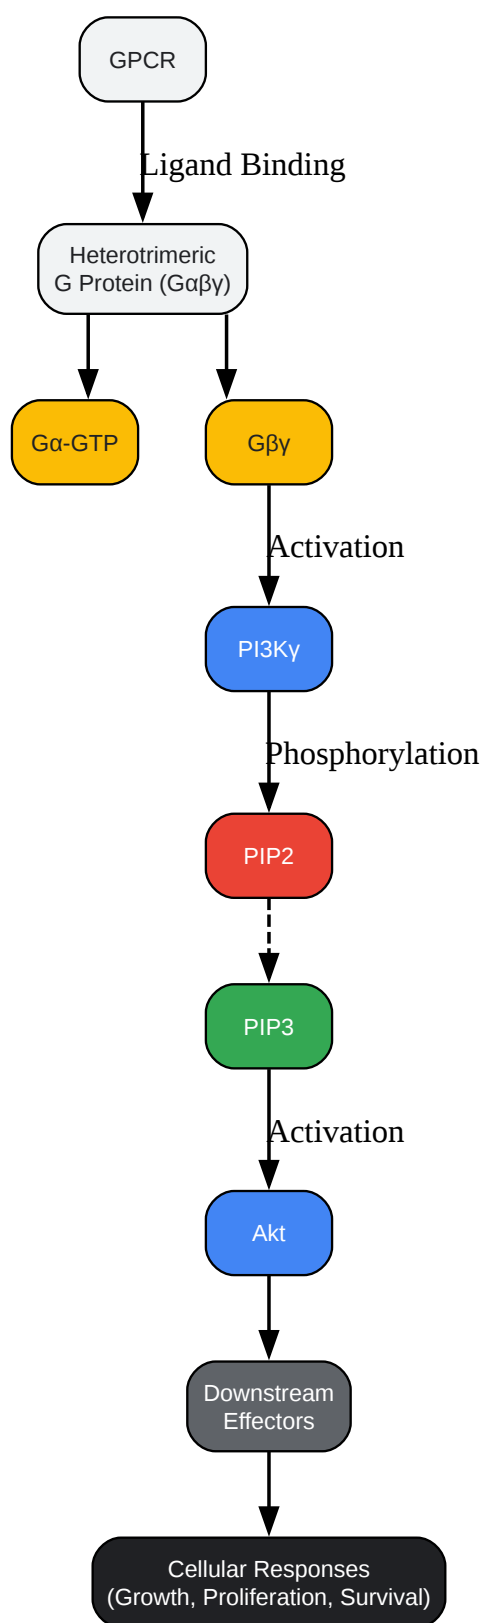 GPCR
Ligand Binding
Heterotrimeric
G Protein (Gαβγ)
Gα-GTP
Gβγ
Activation
PI3Kγ
Phosphorylation
PIP2
PIP3
Activation
Akt
Downstream
Effectors
Cellular Responses
(Growth, Proliferation, Survival)